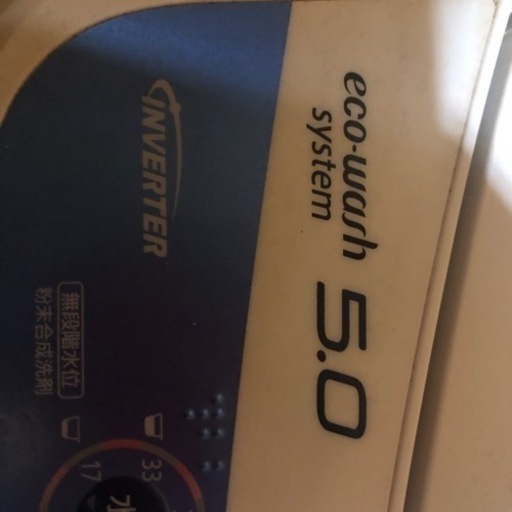 eco-wash
system
5.0
INVERTER
無段階水位
粉末合成洗剤
33
17
水